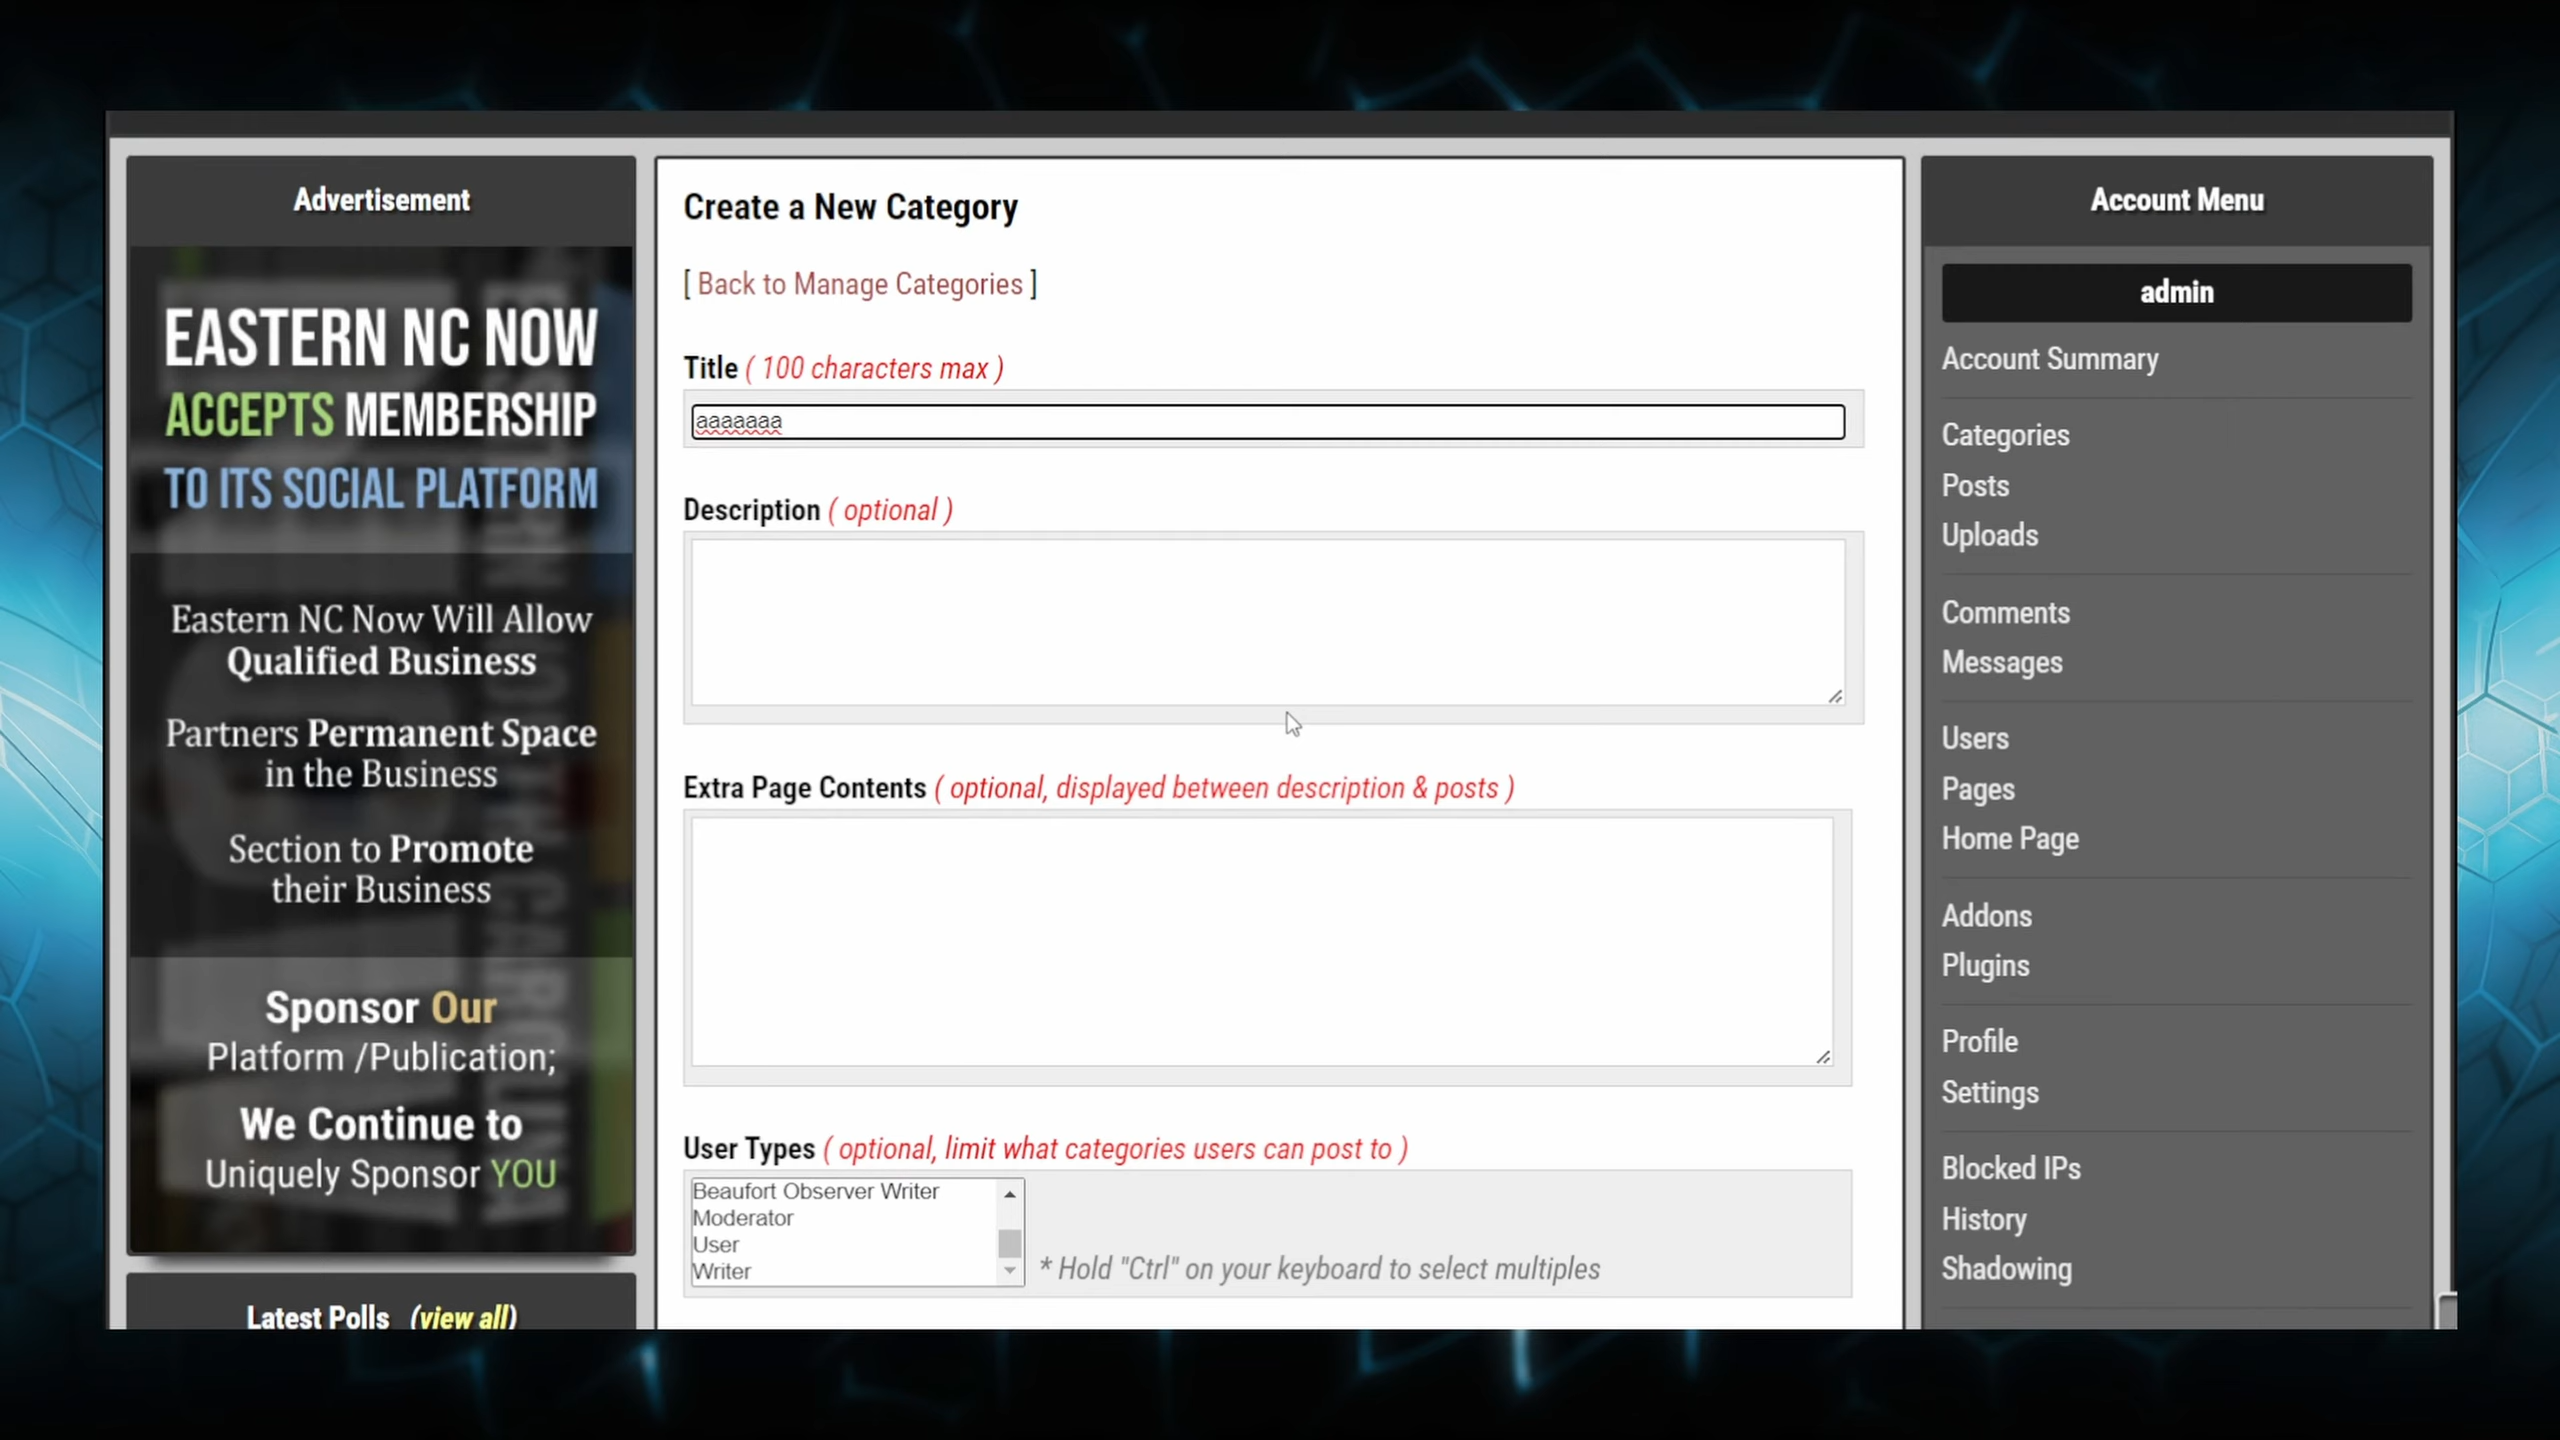 Advertisement
EASTERN NC NOW
ACCEPTS MEMBERSHIP
TO ITS SOCIAL PLATFORM
Eastern NC Now Will Allow
Qualified Business
Partners Permanent Space
in the Business
Section to Promote
their Business
Sponsor Our
Platform /Publication;
We Continue to
Uniquely Sponsor YOU
Latest Polls (view all)
Create a New Category
[ Back to Manage Categories ]
Title ( 100 characters max )
aaaaaaa
Description ( optional )
Extra Page Contents ( optional, displayed between description & posts )
User Types ( optional, limit what categories users can post to )
Beaufort Observer Writer
Moderator
User
Writer
* Hold "Ctrl" on your keyboard to select multiples
Account Menu
admin
Account Summary
Categories
Posts
Uploads
Comments
Messages
Users
Pages
Home Page
Addons
Plugins
Profile
Settings
Blocked IPs
History
Shadowing